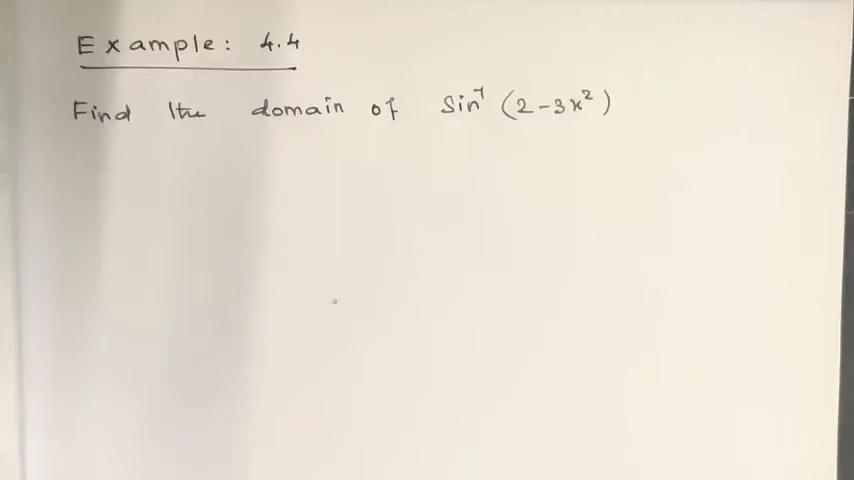 Example: 4.4
Find the domain of Sin⁻¹ (2-3x²)